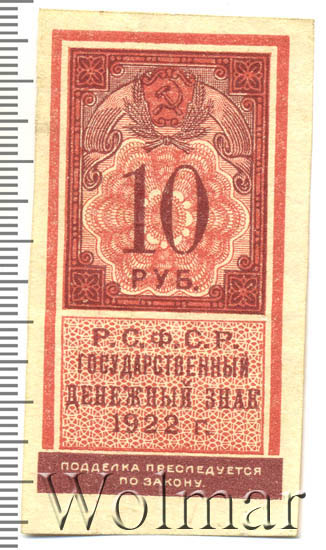 10
РУБ.
Р.С.Ф.С.Р.
ГОСУДАРСТВЕННЫЙ
ДЕНЕЖНЫЙ ЗНАК
1922 г.
ПОДДЕЛКА ПРЕСЛЕДУЕТСЯ
ПО ЗАКОНУ.
Wolmar